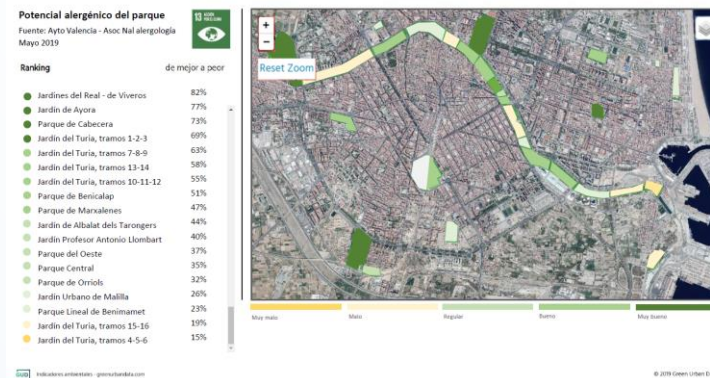 Potencial alergénico del parque
Fuente: Ayto Valencia - Asoc Nal alergología
Mayo 2019
13
Ranking
de mejor a peor
Jardines del Real - de Viveros 82%
Jardín de Ayora 77%
Parque de Cabecera 73%
Jardín del Turia, tramos 1-2-3 69%
Jardín del Turia, tramos 7-8-9 63%
Jardín del Turia, tramos 13-14 58%
Jardín del Turia, tramos 10-11-12 55%
Parque de Benicalap 51%
Parque de Marxalenes 47%
Jardín de Albalat dels Tarongers 44%
Jardín Profesor Antonio Llombart 40%
Parque del Oeste 37%
Parque Central 35%
Parque de Orriols 32%
Jardín Urbano de Malilla 26%
Parque Lineal de Benimamet 23%
Jardín del Turia, tramos 15-16 19%
Jardín del Turia, tramos 4-5-6 15%
+
−
Reset Zoom
Muy malo Malo Regular Bueno Muy bueno
Indicadores ambientales - greenurbandata.com
© 2019 Green Urban D